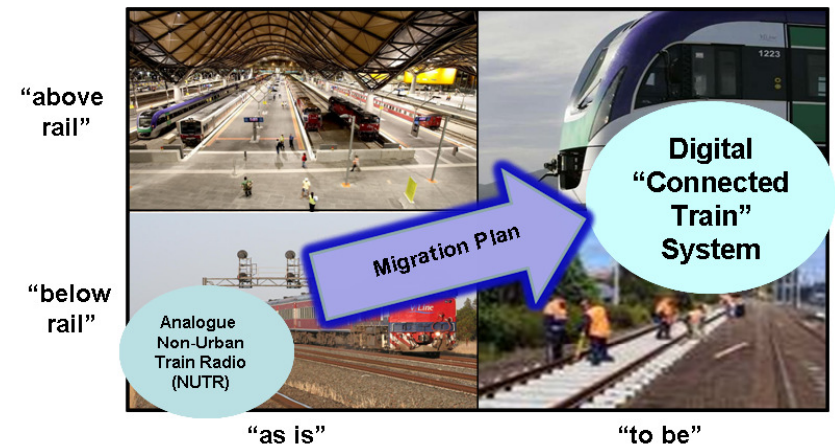 “above
rail”
1223
Digital
“Connected
Train”
System
Migration Plan
“below
rail”
Line
Analogue
Non-Urban
Train Radio
(NUTR)
“as is”
“to be”